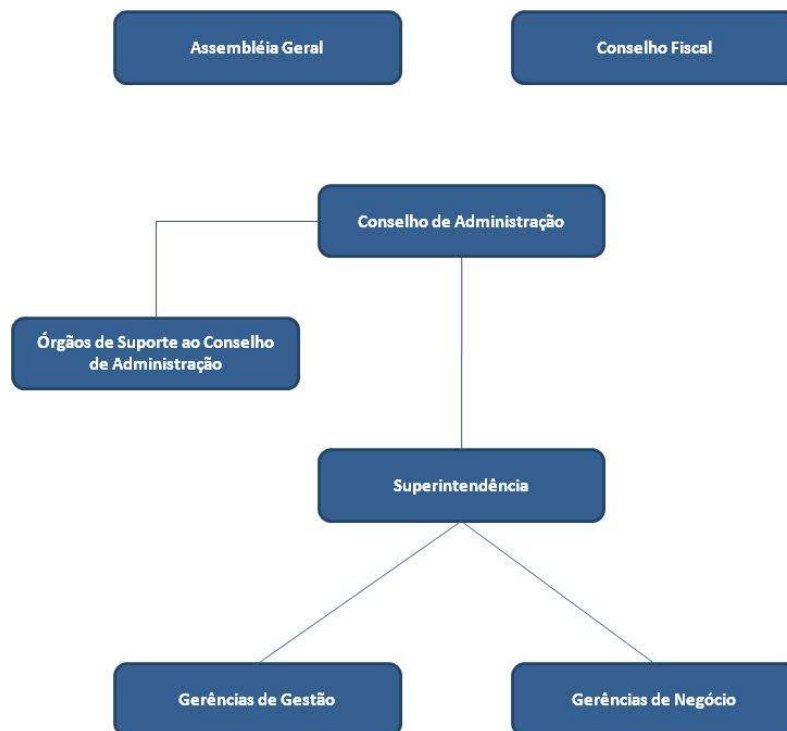 Assembléia Geral
Conselho Fiscal
Conselho de Administração
Órgãos de Suporte ao Conselho
de Administração
Superintendência
Gerências de Gestão
Gerências de Negócio